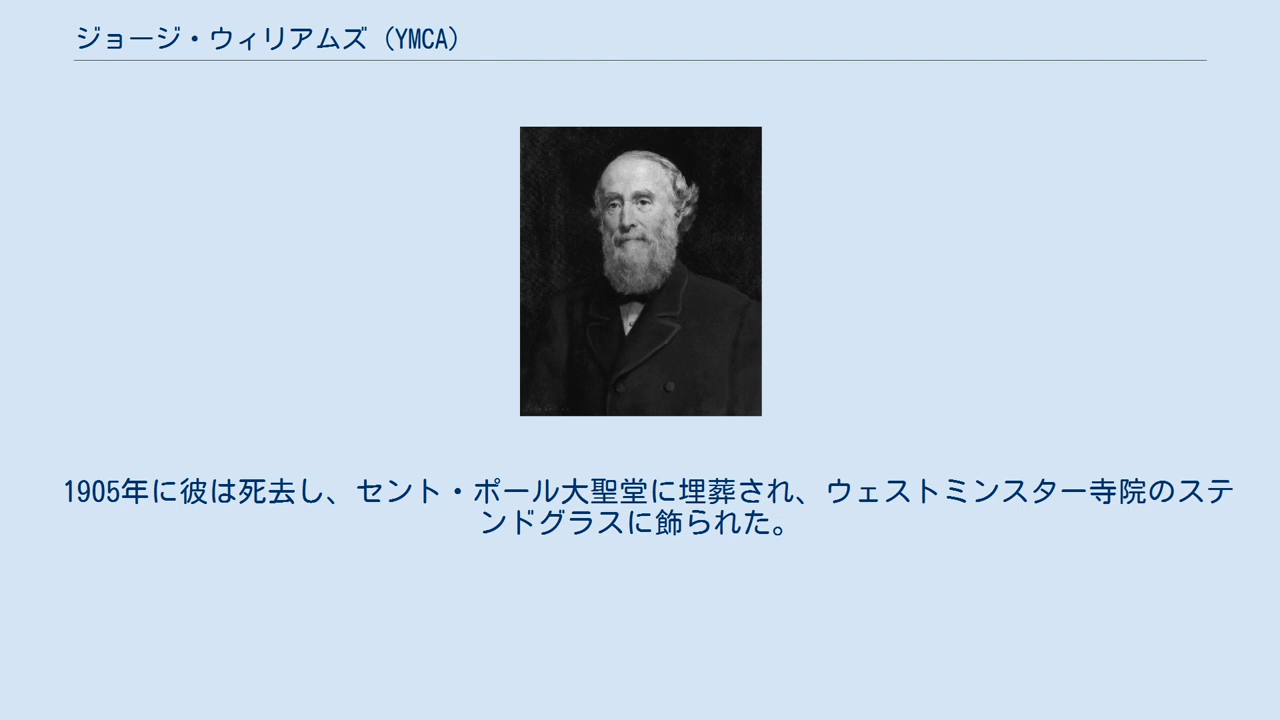 ジョージ・ウィリアムズ（YMCA）
1905年に彼は死去し、セント・ポール大聖堂に埋葬され、ウェストミンスター寺院のステ
ンドグラスに飾られた。